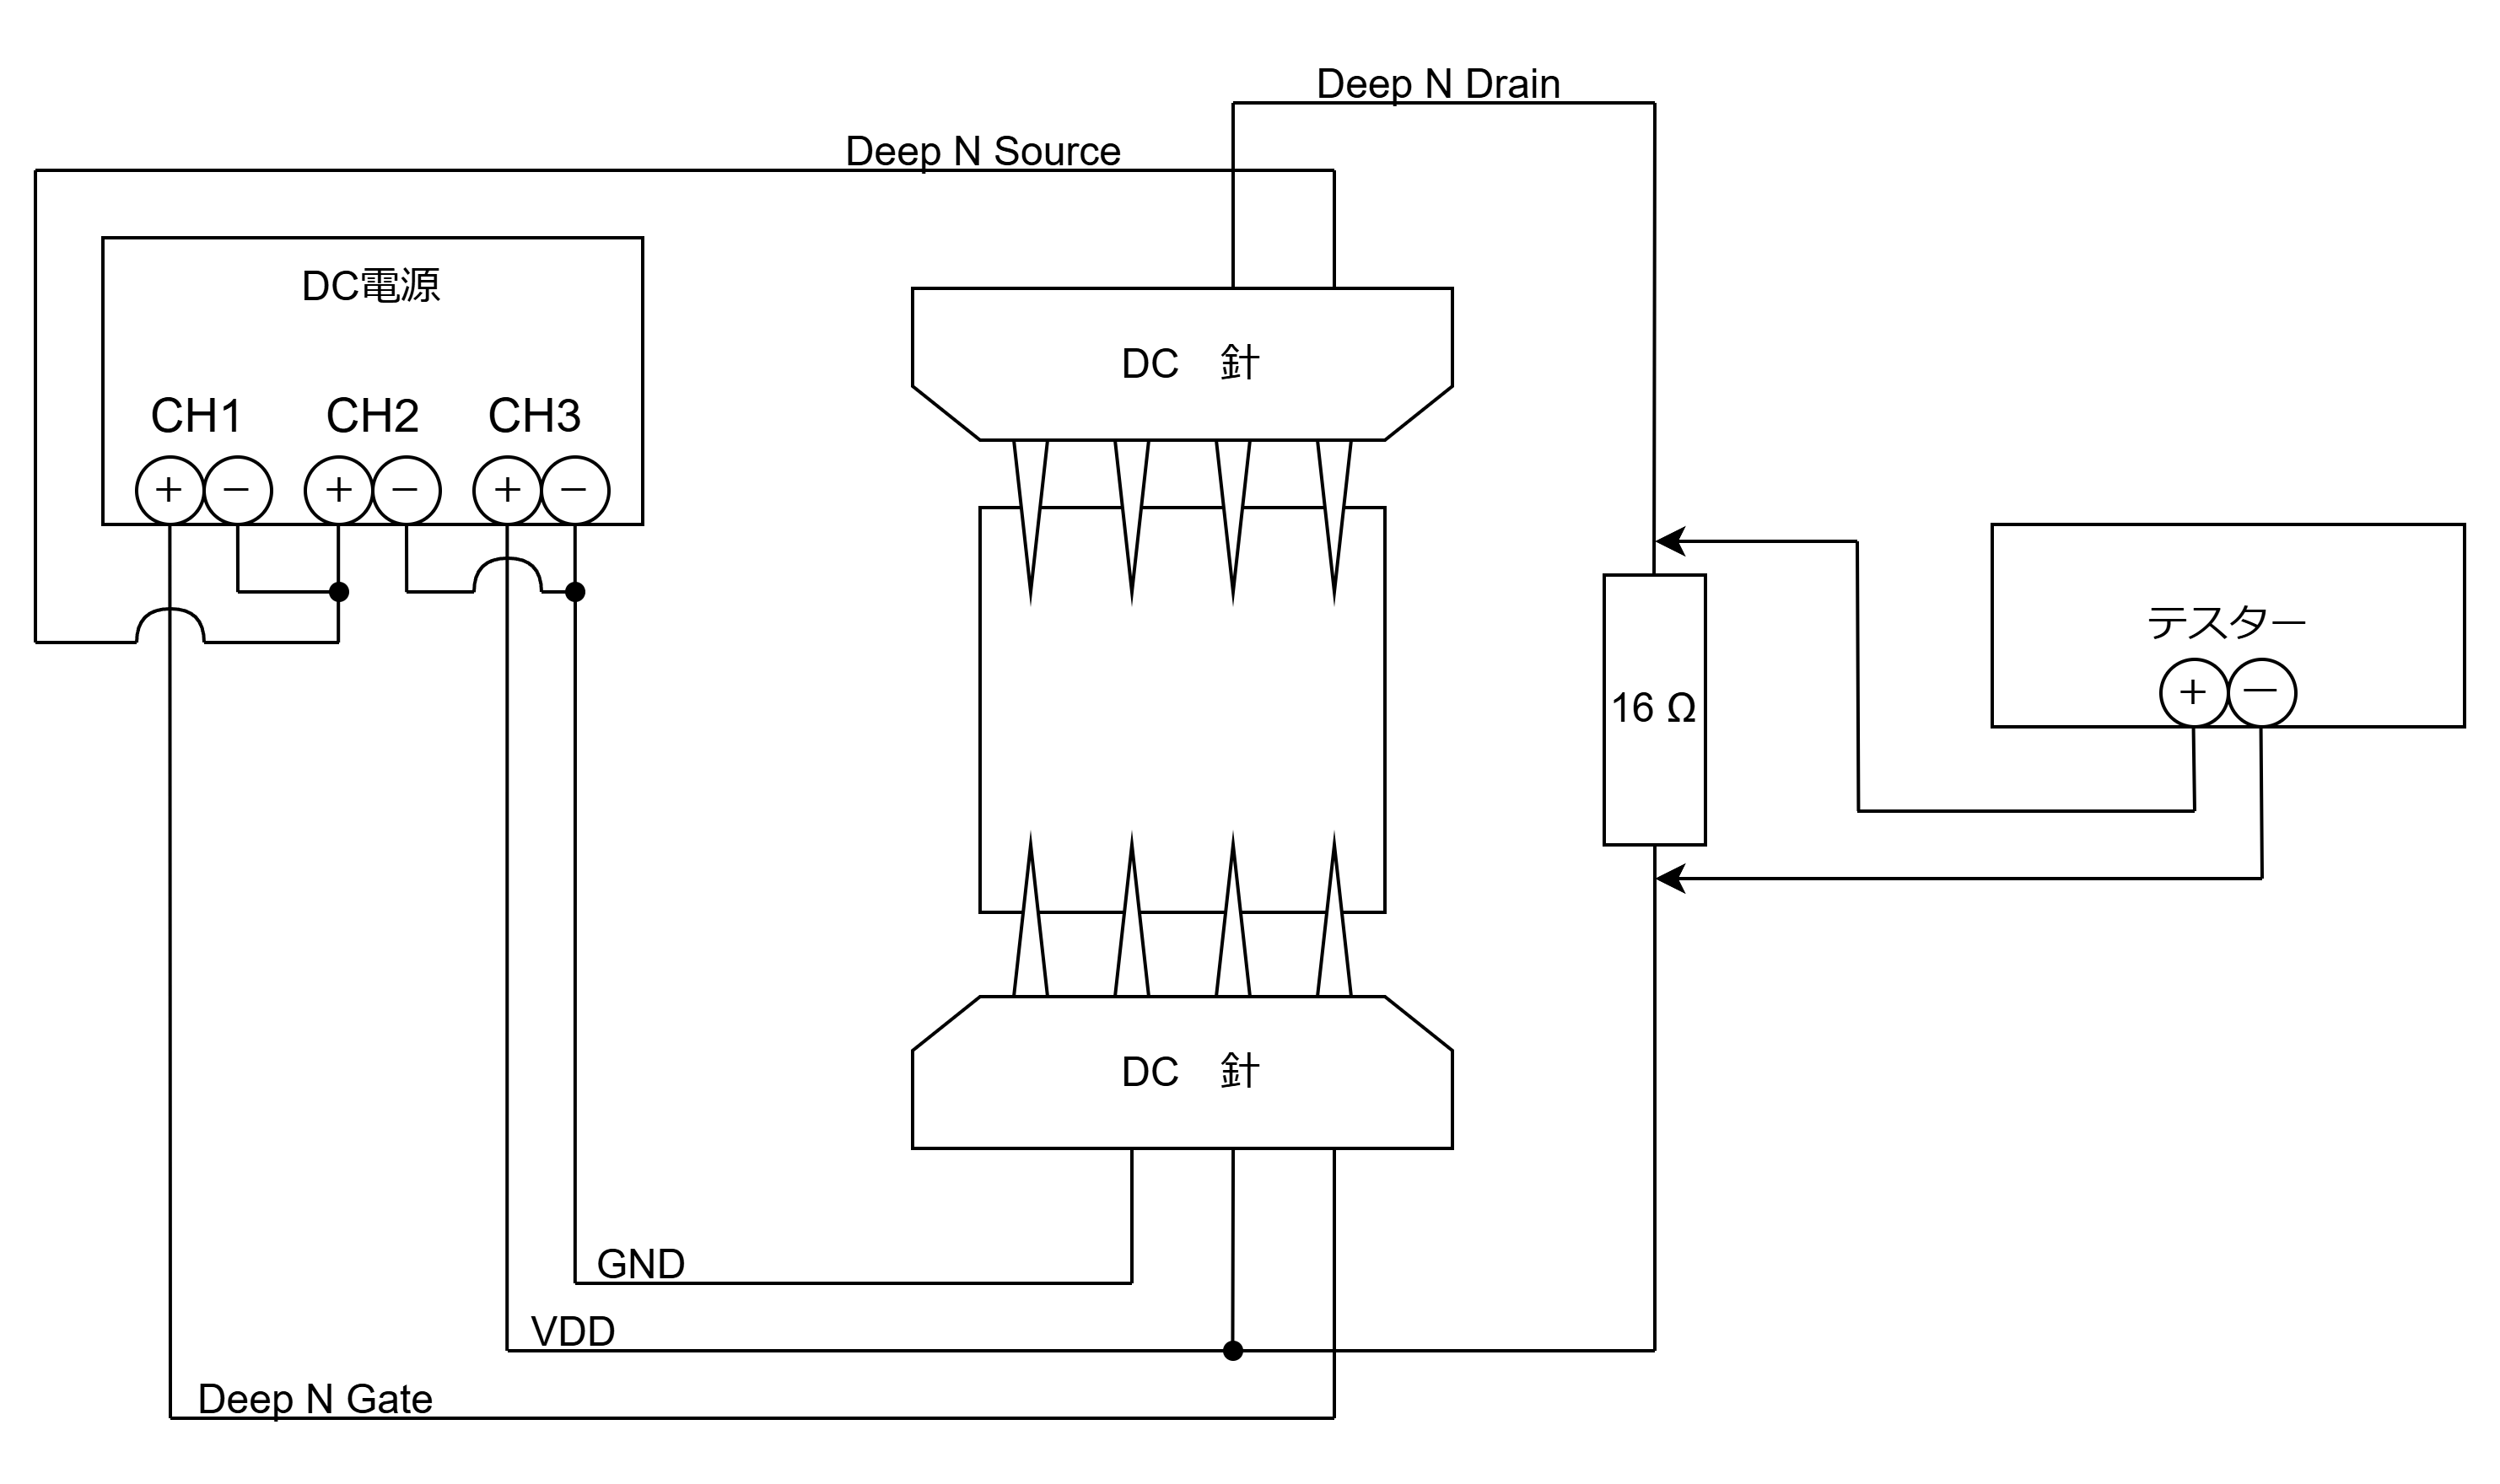 Deep N Drain
Deep N Source
DC電源
DC　針
CH1 CH2 CH3
+ − + − + −
テスター
+ −
16 Ω
DC　針
GND
VDD
Deep N Gate